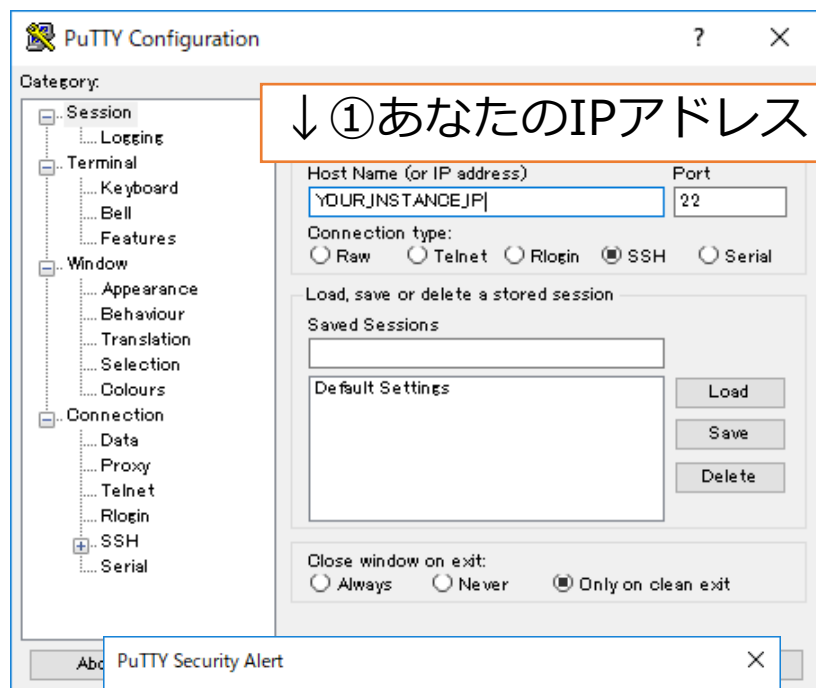 PuTTY Configuration
?
Category:
↓①あなたのIPアドレス
Session
Logging
Terminal
Keyboard
Bell
Features
Window
Appearance
Behaviour
Translation
Selection
Colours
Connection
Data
Proxy
Telnet
Rlogin
SSH
Serial
Host Name (or IP address) Port
YOUR_INSTANCE_IP 22
Connection type:
Raw Telnet Rlogin SSH Serial
Load, save or delete a stored session
Saved Sessions
Default Settings
Load
Save
Delete
Close window on exit:
Always Never Only on clean exit
PuTTY Security Alert